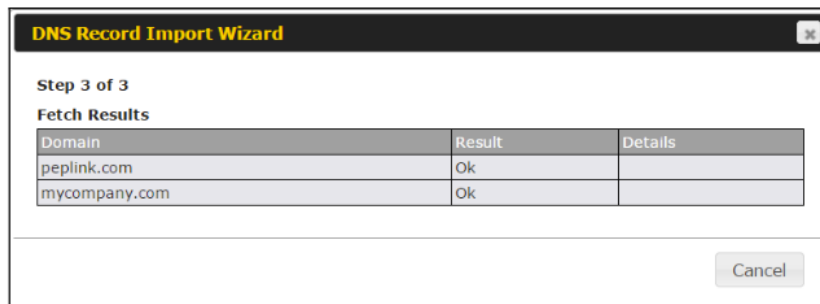 DNS Record Import Wizard
Step 3 of 3
Fetch Results
Domain Result Details
peplink.com Ok
mycompany.com Ok
Cancel